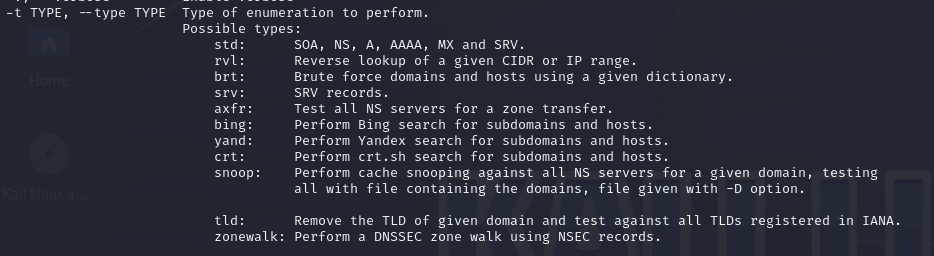 -t TYPE, --type TYPE  Type of enumeration to perform.
Possible types:
std:      SOA, NS, A, AAAA, MX and SRV.
rvl:      Reverse lookup of a given CIDR or IP range.
brt:      Brute force domains and hosts using a given dictionary.
srv:      SRV records.
axfr:     Test all NS servers for a zone transfer.
bing:     Perform Bing search for subdomains and hosts.
yand:     Perform Yandex search for subdomains and hosts.
crt:      Perform crt.sh search for subdomains and hosts.
snoop:    Perform cache snooping against all NS servers for a given domain, testing
all with file containing the domains, file given with -D option.
tld:      Remove the TLD of given domain and test against all TLDs registered in IANA.
zonewalk: Perform a DNSSEC zone walk using NSEC records.
Home
Kali Linux a...